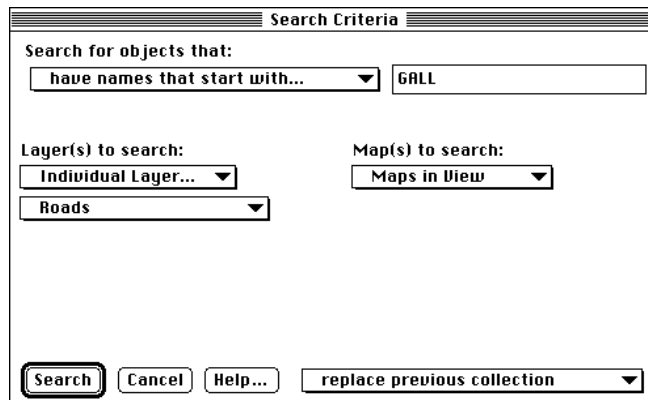 Search Criteria
Search for objects that:
have names that start with... GALL
Layer(s) to search: Map(s) to search:
Individual Layer... Maps in View
Roads
Search Cancel Help... replace previous collection